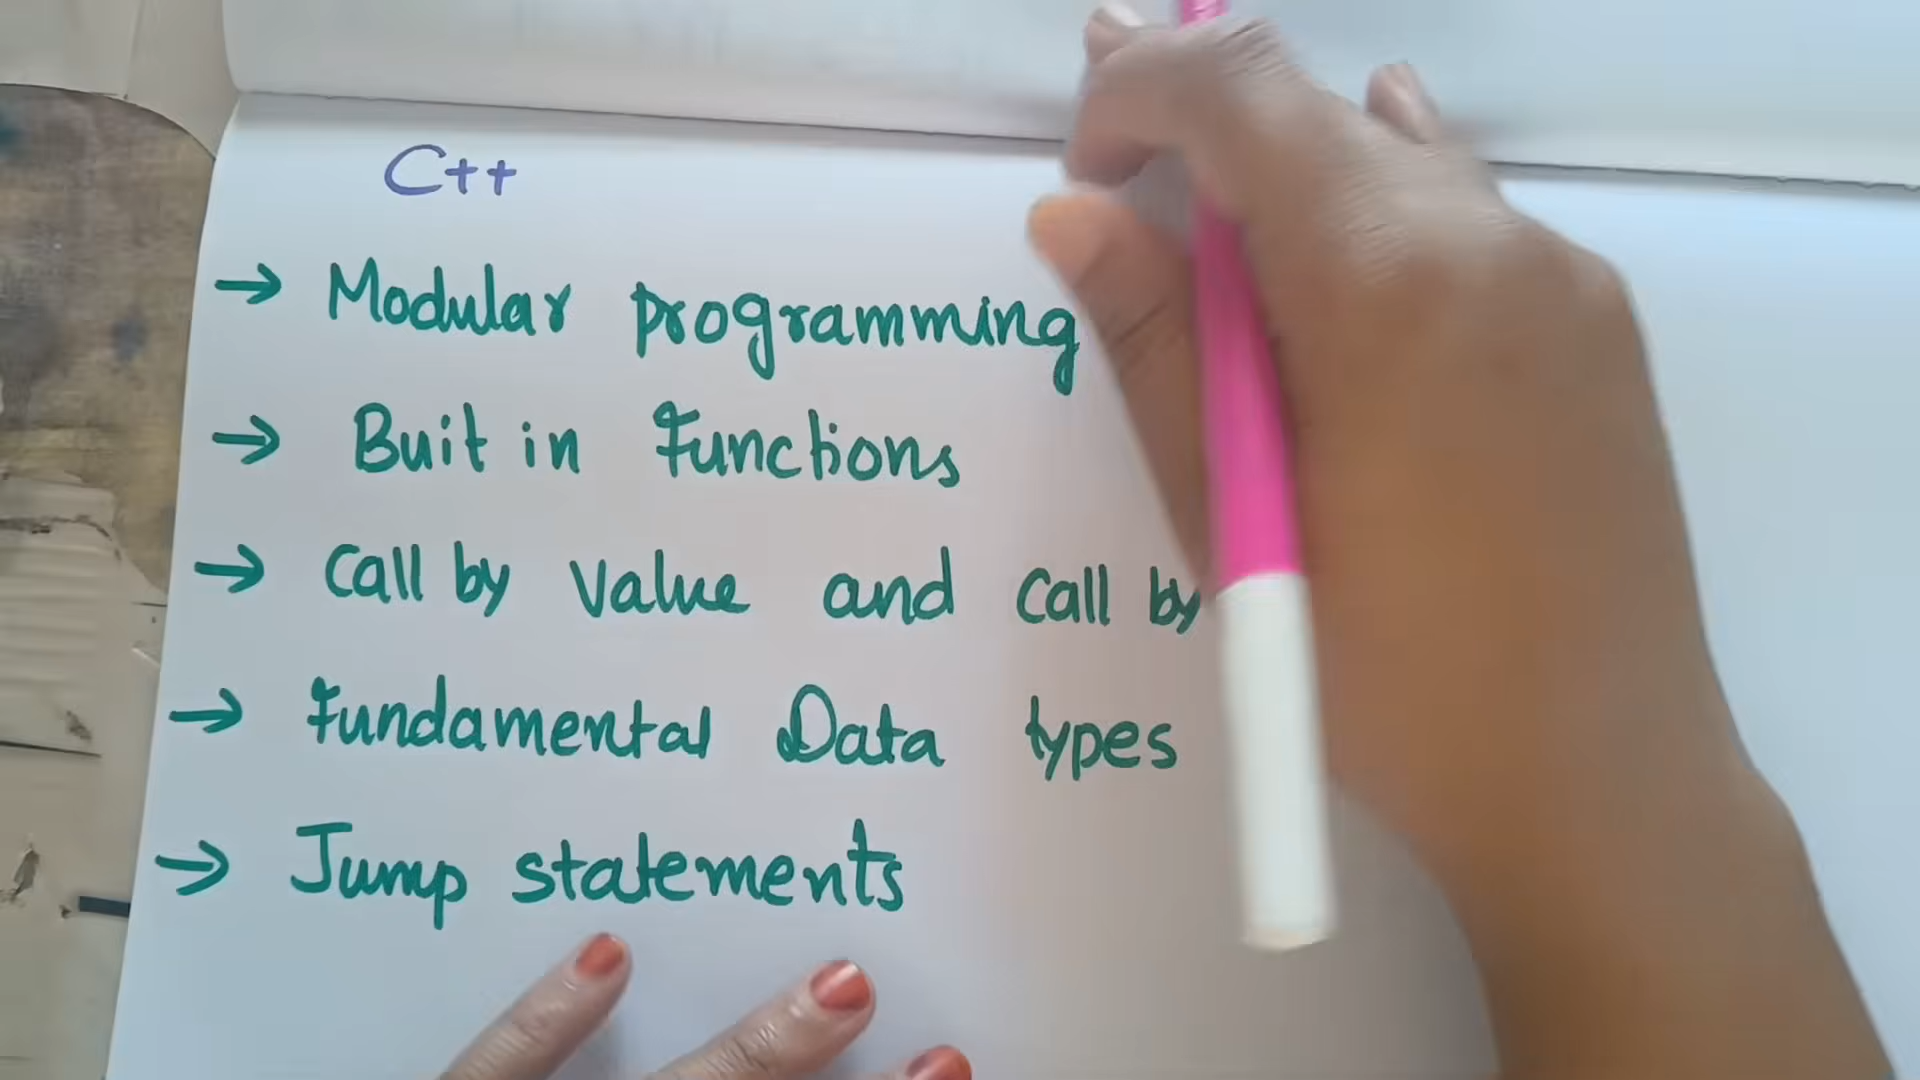 C++
→ Modular programming
→ Buit in Functions
→ Call by value and Call by
→ Fundamental Data types
→ Jump statements